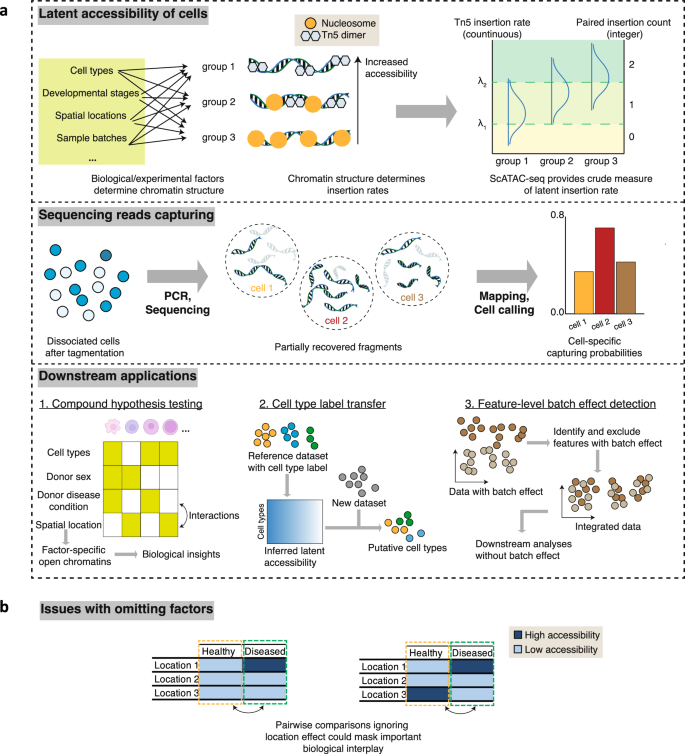 a
Latent accessibility of cells
Nucleosome
Tn5 dimer
Tn5 insertion rate
(countinuous)
Paired insertion count
(integer)
Cell types
Developmental stages
Spatial locations
Sample batches
...
group 1
group 2
group 3
Increased
accessibility
λ2
λ1
2
1
0
group 1 group 2 group 3
Biological/experimental factors
determine chromatin structure
Chromatin structure determines
insertion rates
ScATAC-seq provides crude measure
of latent insertion rate
Sequencing reads capturing
Dissociated cells
after tagmentation
PCR,
Sequencing
cell 1
cell 2
cell 3
Partially recovered fragments
Mapping,
Cell calling
0.8
0.0
cell 1
cell 2
cell 3
Cell-specific
capturing probabilities
Downstream applications
1. Compound hypothesis testing
...
Cell types
Donor sex
Donor disease
condition
Spatial location
Interactions
Factor-specific
open chromatins
Biological insights
2. Cell type label transfer
Reference dataset
with cell type label
New dataset
Cell types
Inferred latent
accessibility
Putative cell types
3. Feature-level batch effect detection
Data with batch effect
Identify and exclude
features with batch effect
Integrated data
Downstream analyses
without batch effect
b
Issues with omitting factors
High accessibility
Low accessibility
Healthy Diseased
Location 1
Location 2
Location 3
Healthy Diseased
Location 1
Location 2
Location 3
Pairwise comparisons ignoring
location effect could mask important
biological interplay